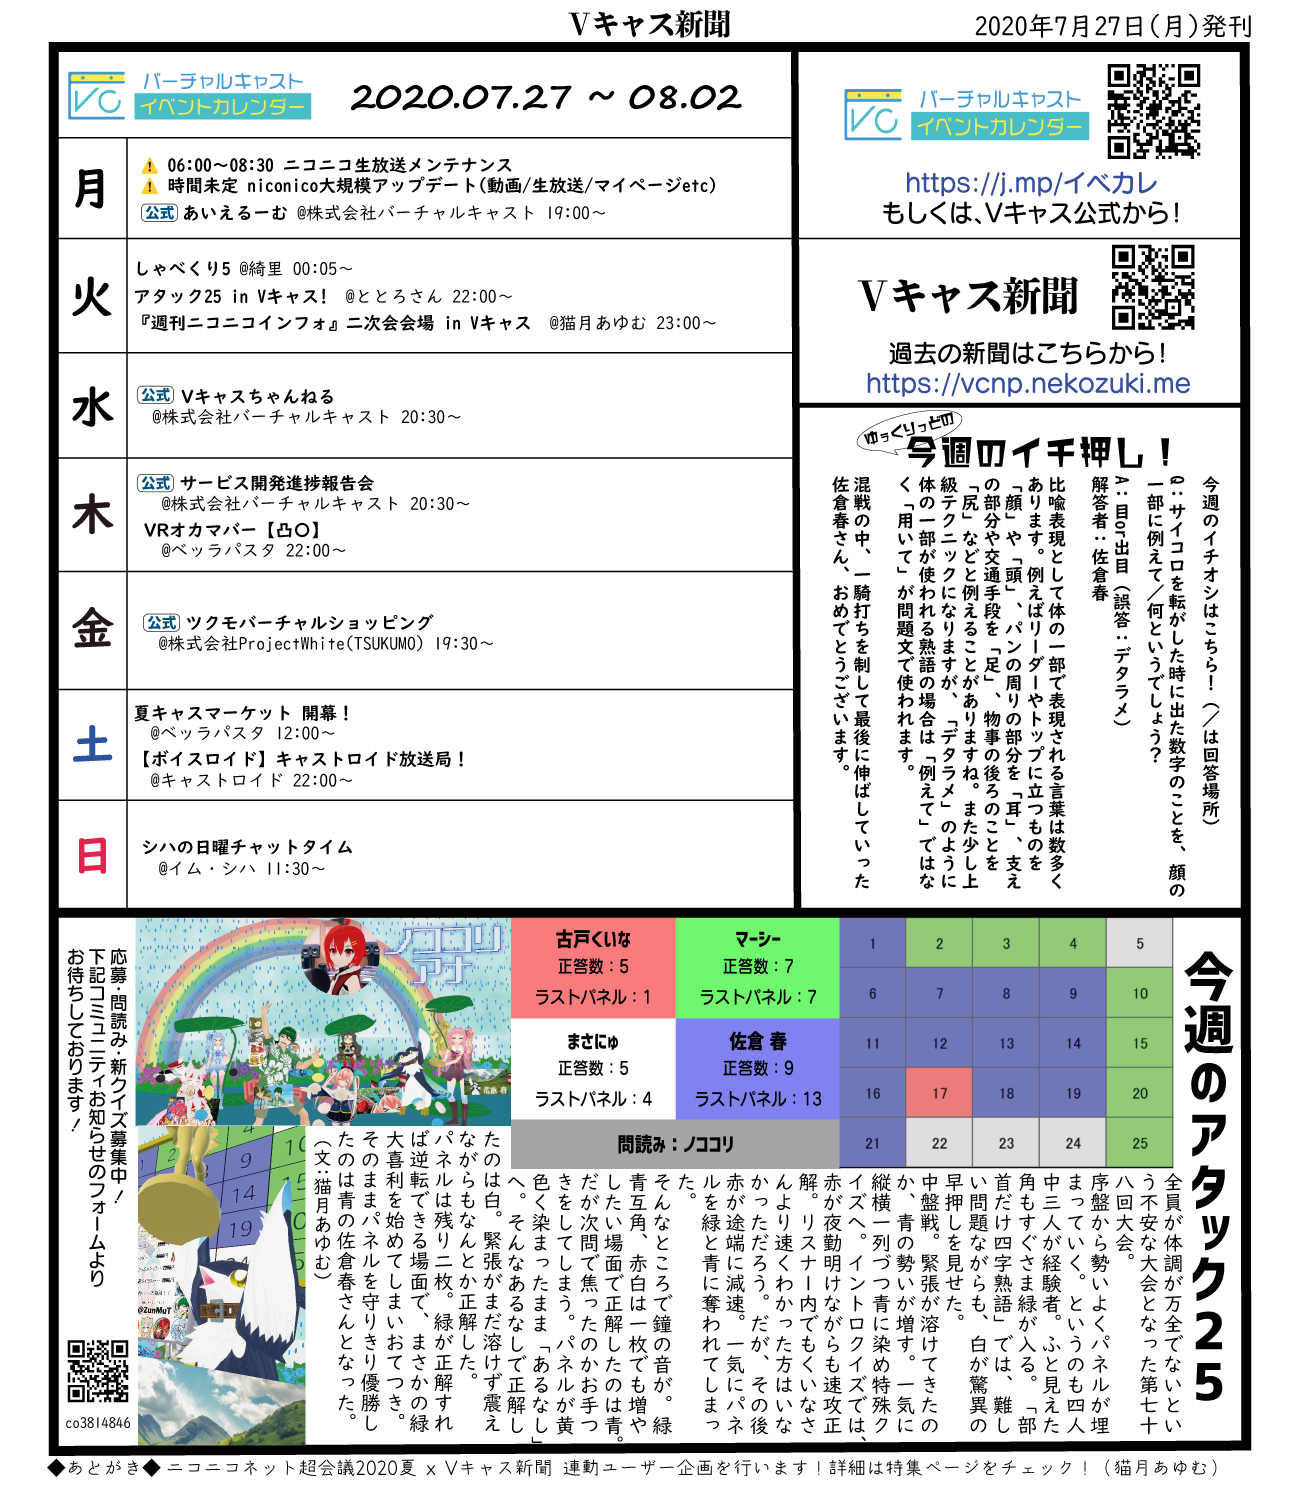 Vキャス新聞
2020年7月27日(月)発刊
バーチャルキャスト
イベントカレンダー
2020.07.27 ~ 08.02
月
06:00～08:30 ニコニコ生放送メンテナンス
時間未定 niconico大規模アップデート(動画/生放送/マイページetc)
公式 あいえるーむ @株式会社バーチャルキャスト 19:00～
火
しゃべくり5 @綺里 00:05～
アタック25 in Vキャス! @ととろさん 22:00～
『週刊ニコニコインフォ』二次会会場 in Vキャス @猫月あゆむ 23:00～
水
公式 Vキャスちゃんねる
@株式会社バーチャルキャスト 20:30～
木
公式 サービス開発進捗報告会
@株式会社バーチャルキャスト 20:30～
VRオカマバー【凸〇】
@ベッラパスタ 22:00～
金
公式 ツクモバーチャルショッピング
@株式会社ProjectWhite(TSUKUMO) 19:30～
土
夏キャスマーケット 開幕！
@ベッラパスタ 12:00～
【ボイスロイド】キャストロイド放送局！
@キャストロイド 22:00～
日
シハの日曜チャットタイム
@イム・シハ 11:30～
バーチャルキャスト
イベントカレンダー
https://j.mp/イベカレ
もしくは、Vキャス公式から！
Vキャス新聞
過去の新聞はこちらから！
https://vcnp.nekozuki.me
ゆっくりっどの
今週のイチ押し！
今週のイチオシはこちら！（／は回答場所）
Q：サイコロを転がした時に出た数字のことを、顔の
一部に例えて／何というでしょう？
A：目or出目（誤答：デタラメ）
解答者：佐倉春
比喩表現として体の一部で表現される言葉は数多く
あります。例えばリーダーやトップに立つものを
「顔」や「頭」、パンの周りの部分を「耳」、支え
の部分や交通手段を「足」、物事の後ろのことを
「尻」などと例えることがありますね。また少し上
級テクニックになりますが、「デタラメ」のように
体の一部が使われる熟語の場合は「例えて」ではな
く「用いて」が問題文で使われます。
混戦の中、一騎打ちを制して最後に伸ばしていった
佐倉春さん、おめでとうございます。
今週のアタック25
1 2 3 4 5
6 7 8 9 10
11 12 13 14 15
16 17 18 19 20
21 22 23 24 25
古戸くいな
正答数：5
ラストパネル：1
マーシー
正答数：7
ラストパネル：7
まさにゅ
正答数：5
ラストパネル：4
佐倉 春
正答数：9
ラストパネル：13
問読み：ノココリ
ノココリ
アナ
全員が体調が万全でないとい
う不安な大会となった第七十
八回大会。
序盤から勢いよくパネルが埋
まっていく。というのも四人
中三人が経験者。ふと見えた
角もすぐさま緑が入る。「部
首だけ四字熟語」では、難し
い問題ながらも、白が驚異の
早押しを見せた。
中盤戦。緊張が溶けてきたの
か、青の勢いが増す。一気に
縦横一列づつ青に染め特殊ク
イズへ。イントロクイズでは、
赤が夜勤明けながらも速攻正
解。リスナー内でもくいなさ
んより速くわかった方はいな
かっただろう。だが、その後
赤が途端に減速。一気にパネ
ルを緑と青に奪われてしまっ
た。
そんなところで鐘の音が。緑
青互角、赤白は一枚でも増や
したい場面で正解したのは青。
だが次問で焦ったのかお手つ
きをしてしまう。パネルが黄
色く染まったまま「あるなし」
へ。そんなあるなしで正解し
たのは白。緊張がまだ溶けず震え
ながらもなんとか正解した。
パネルは残り二枚。緑が正解すれ
ば逆転できる場面で、まさかの緑
大喜利を始めてしまいおてつき。
そのままパネルを守りきり優勝し
たのは青の佐倉春さんとなった。
（文：猫月あゆむ）
2
4
9
10
14
19
@ZunMuT
応募・問読み・新クイズ募集中！
下記コミュニティお知らせのフォームより
お待ちしております！
co3814846
◆あとがき◆ ニコニコネット超会議2020夏 x Vキャス新聞 連動ユーザー企画を行います！詳細は特集ページをチェック！（猫月あゆむ）